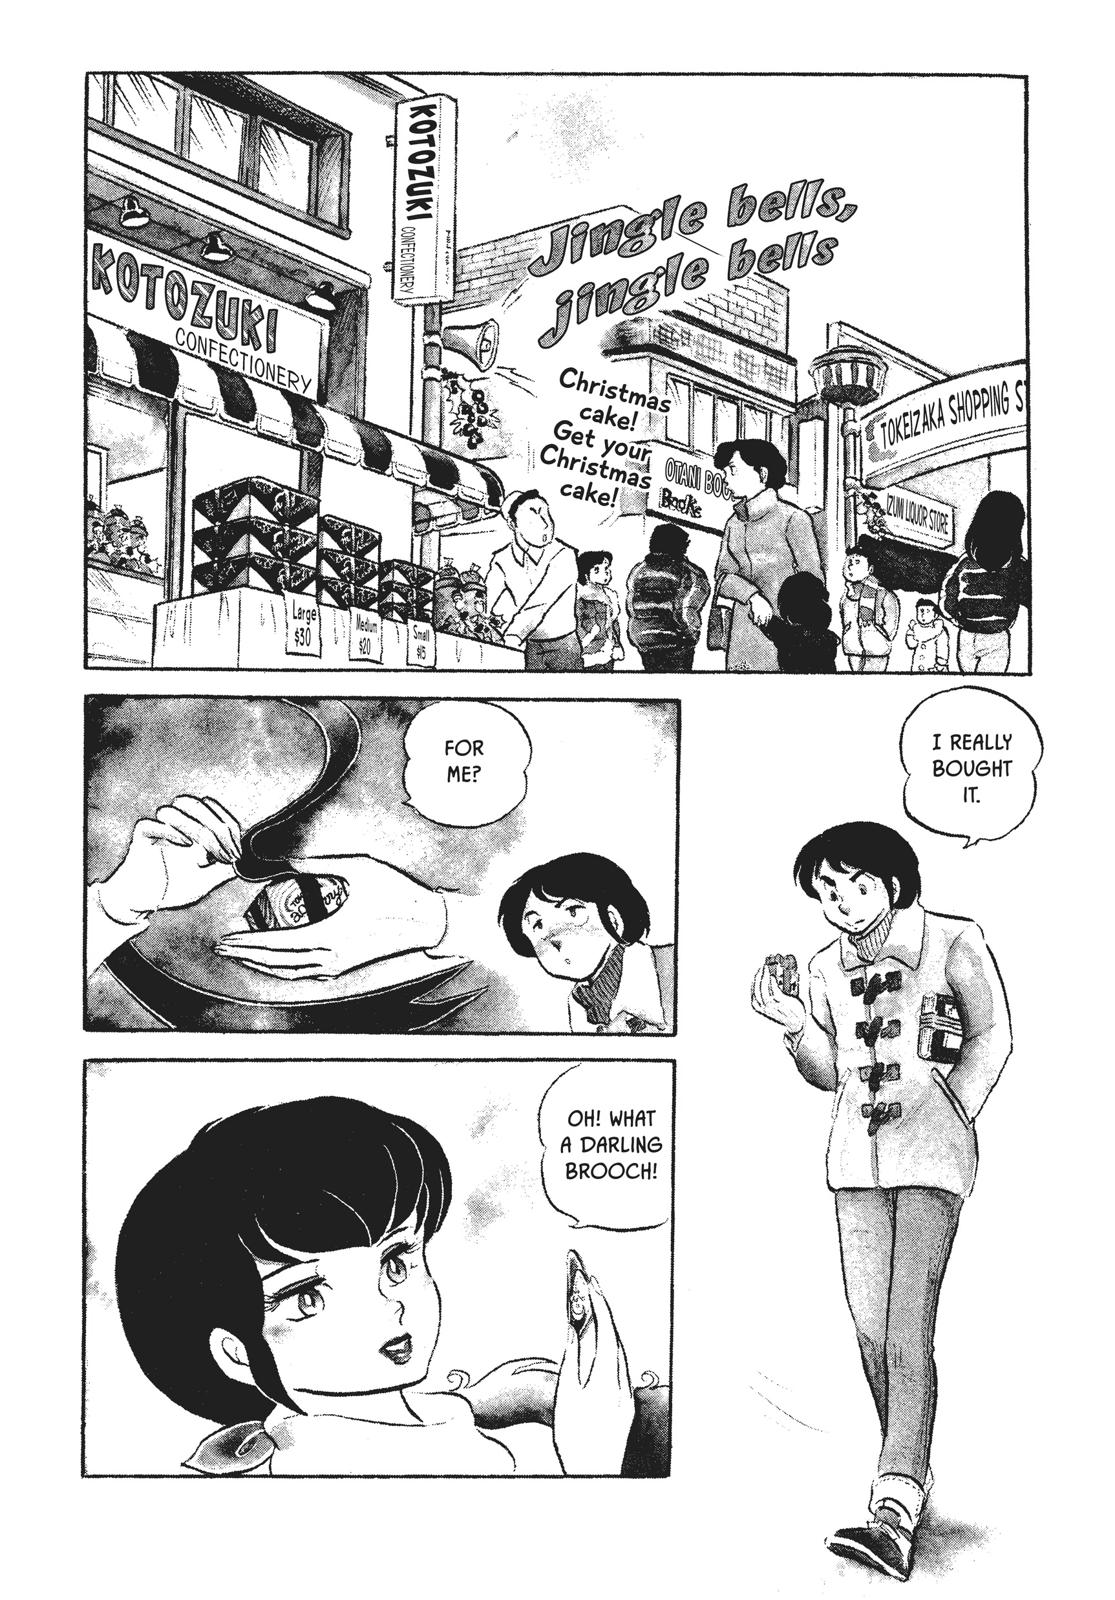 KOTOZUKI
CONFECTIONERY
KOTOZUKI
CONFECTIONERY
Jingle bells,
jingle bells
Christmas
cake!
Get your
Christmas
cake!
OTANI
Books
TOKEIZAKA SHOPPING ST
IZUMI LIQUOR STORE
Large
$30
Medium
$20
Small
$15
I REALLY
BOUGHT
IT.
FOR
ME?
OH! WHAT
A DARLING
BROOCH!